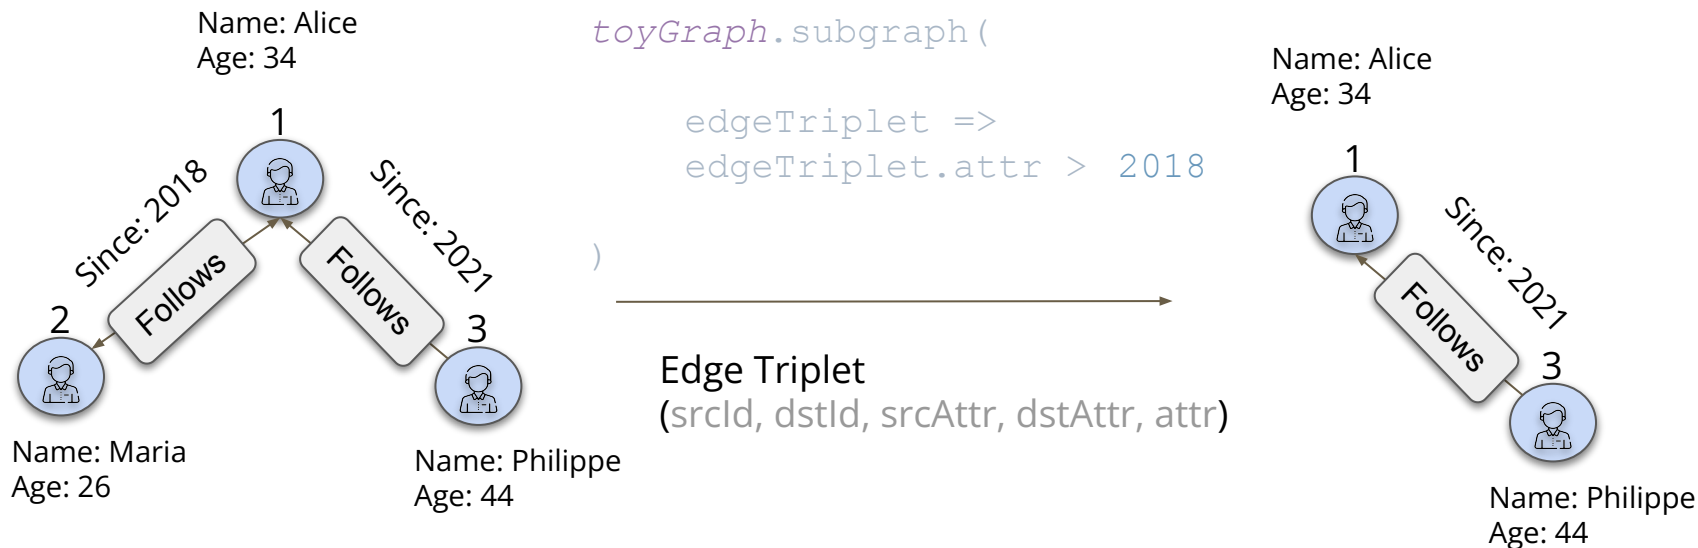 Name: Alice
Age: 34
1
Since: 2018
Follows
Since: 2021
Follows
2
3
Name: Maria
Age: 26
Name: Philippe
Age: 44
toyGraph.subgraph(
edgeTriplet =>
edgeTriplet.attr > 2018
)
Edge Triplet
(srcId, dstId, srcAttr, dstAttr, attr)
Name: Alice
Age: 34
1
Since: 2021
Follows
3
Name: Philippe
Age: 44